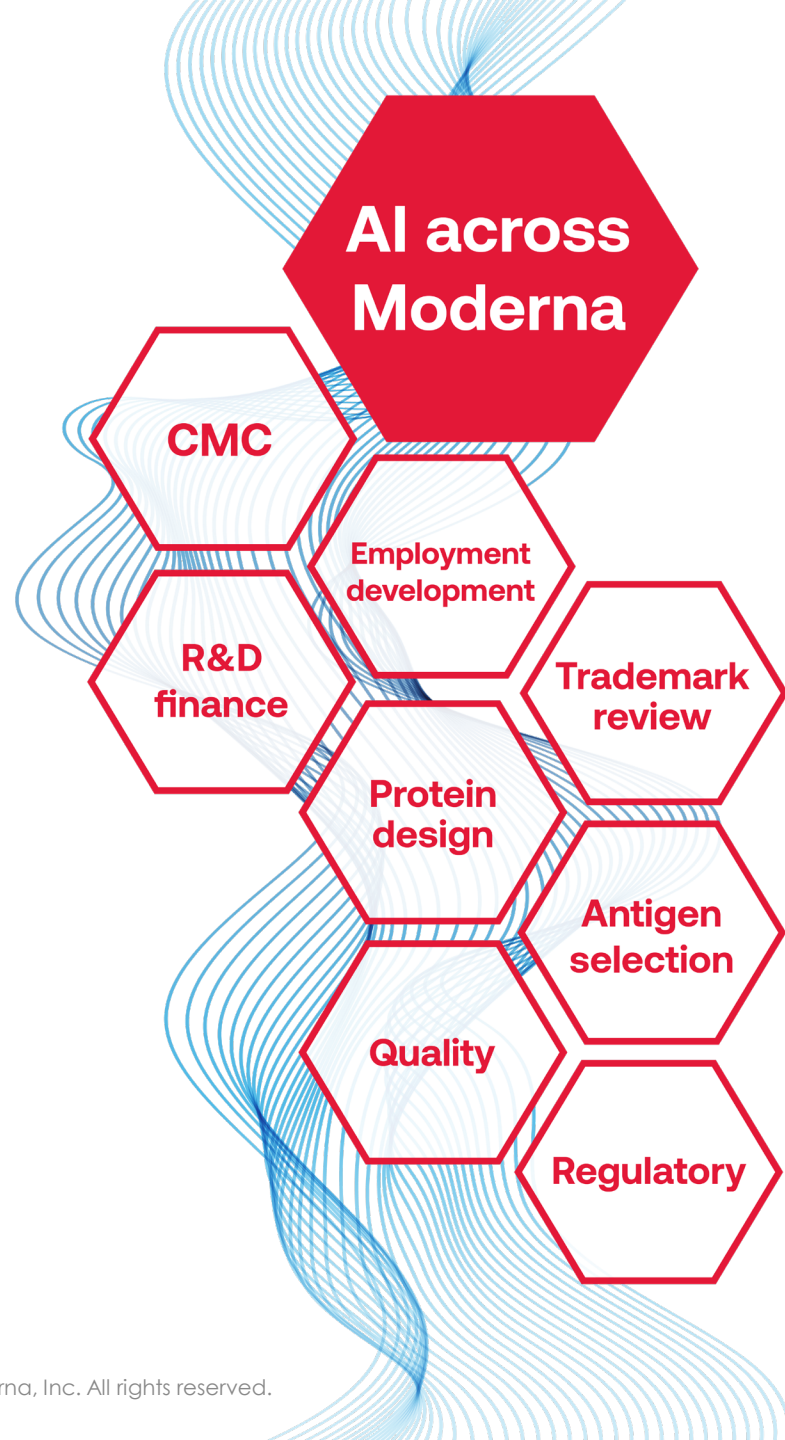 AI across
Moderna
CMC
Employment
development
R&D
finance
Trademark
review
Protein
design
Antigen
selection
Quality
Regulatory
rna, Inc. All rights reserved.